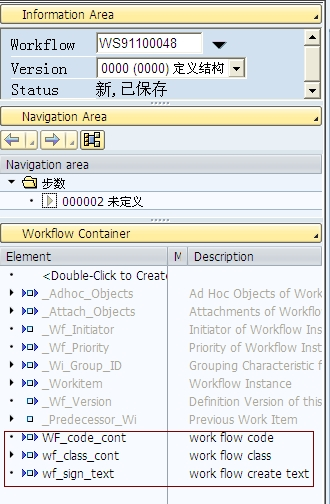 Information Area
Workflow WS91100048
Version 0000 (0000) 定义结构
Status 新,已保存
Navigation Area
Navigation area
步数
000002 未定义
Workflow Container
Element M Description
<Double-Click to Create
_Adhoc_Objects Ad Hoc Objects of Work
_Attach_Objects Attachments of Workflo
_Wf_Initiator Initiator of Workflow Ins
_Wf_Priority Priority of Workflow Inst
_Wi_Group_ID Grouping Characteristic f
_Workitem Workflow Instance
_Wf_Version Definition Version of this
_Predecessor_Wi Previous Work Item
WF_code_cont work flow code
wf_class_cont work flow class
wf_sign_text work flow create text